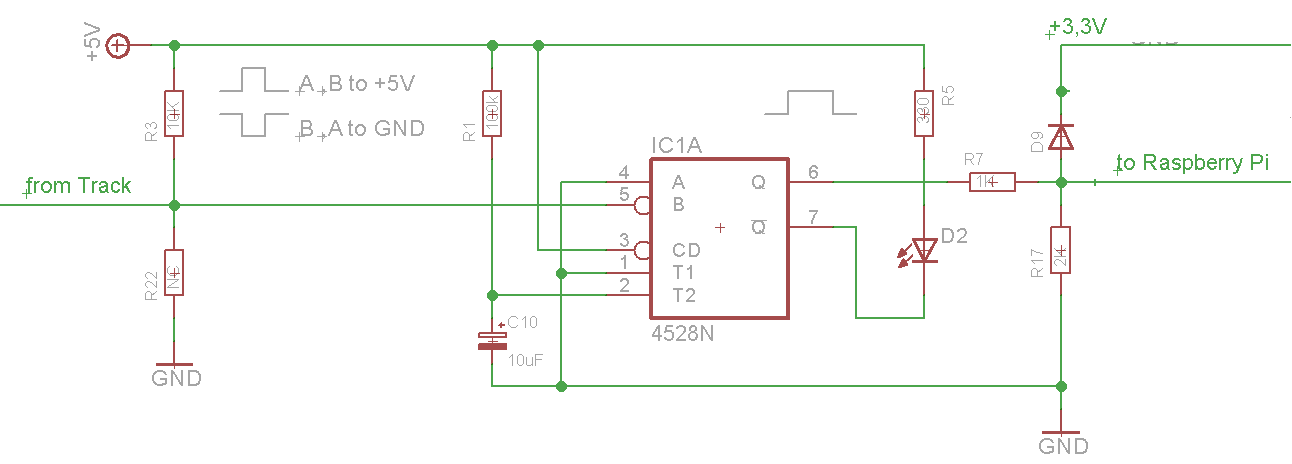 +5V
+3,3V
GND
A, B to +5V
B, A to GND
R3
10K
R1
100k
R5
330
D9
IC1A
from Track
to Raspberry Pi
4
A
Q
6
R7
1K
5
B
7
Q
D2
3
CD
1
T1
2
T2
R22
NC
R17
2K
C10
10uF
4528N
GND
GND